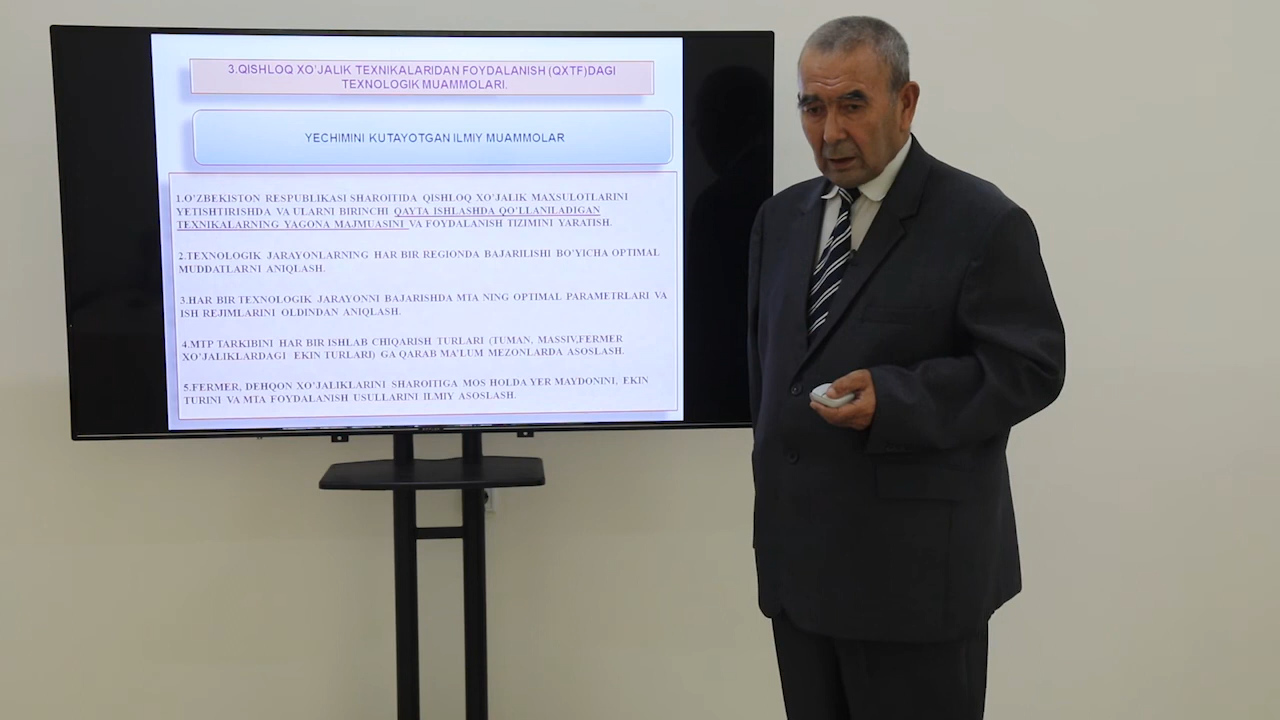 3.QISHLOQ XO'JALIK TEXNIKALARIDAN FOYDALANISH (QXTF)DAGI
TEXNOLOGIK MUAMMOLARI.
YECHIMINI KUTAYOTGAN ILMIY MUAMMOLAR
1.O'ZBEKISTON RESPUBLIKASI SHAROITIDA QISHLOQ XO'JALIK MAXSULOTLARINI
YETISHTIRISHDA VA ULARNI BIRINCHI QAYTA ISHLASHDA QO'LLANILADIGAN
TEXNIKALARNING YAGONA MAJMUASINI VA FOYDALANISH TIZIMINI YARATISH.
2.TEXNOLOGIK JARAYONLARNING HAR BIR REGIONDA BAJARILISHI BO'YICHA OPTIMAL
MUDDATLARNI ANIQLASH.
3.HAR BIR TEXNOLOGIK JARAYONNI BAJARISHDA MTA NING OPTIMAL PARAMETRLARI VA
ISH REJIMLARINI OLDINDAN ANIQLASH.
4.MTP TARKIBINI HAR BIR ISHLAB CHIQARISH TURLARI (TUMAN, MASSIV,FERMER
XO'JALIKLARDAGI EKIN TURLARI) GA QARAB MA'LUM MEZONLARDA ASOSLASH.
5.FERMER, DEHQON XO'JALIKLARINI SHAROITIGA MOS HOLDA YER MAYDONINI, EKIN
TURINI VA MTA FOYDALANISH USULLARINI ILMIY ASOSLASH.